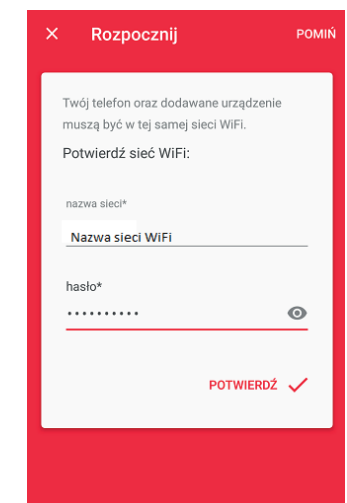 × Rozpocznij POMIŃ
Twój telefon oraz dodawane urządzenie
muszą być w tej samej sieci WiFi.
Potwierdź sieć WiFi:
nazwa sieci*
Nazwa sieci WiFi
hasło*
••••••••••
POTWIERDŹ